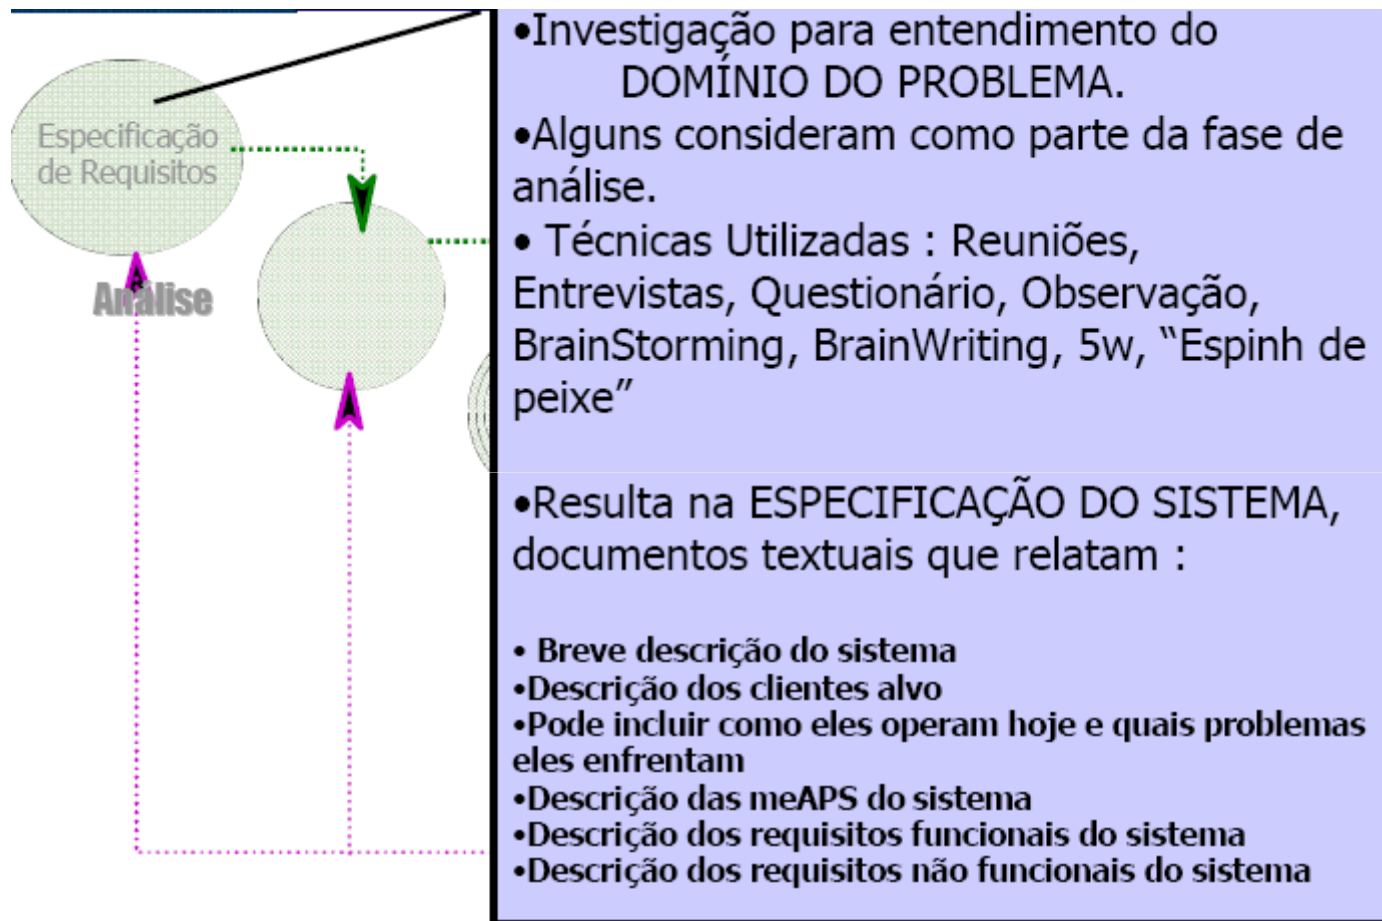 Especificação
de Requisitos
Análise
•Investigação para entendimento do
DOMÍNIO DO PROBLEMA.
•Alguns consideram como parte da fase de
análise.
• Técnicas Utilizadas : Reuniões,
Entrevistas, Questionário, Observação,
BrainStorming, BrainWriting, 5w, “Espinh de
peixe”
•Resulta na ESPECIFICAÇÃO DO SISTEMA,
documentos textuais que relatam :
• Breve descrição do sistema
•Descrição dos clientes alvo
•Pode incluir como eles operam hoje e quais problemas
eles enfrentam
•Descrição das meAPS do sistema
•Descrição dos requisitos funcionais do sistema
•Descrição dos requisitos não funcionais do sistema